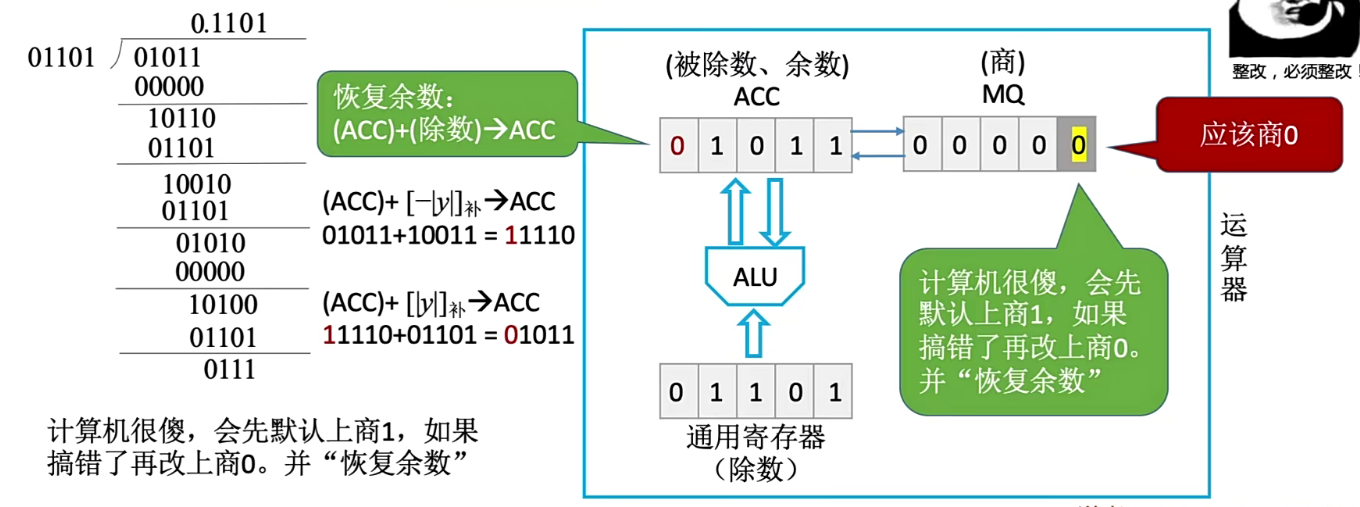 0.1101
01101
01011
00000
10110
01101
10010
01101
01010
00000
10100
01101
0111
恢复余数：
(ACC)+(除数)→ACC
(ACC)+ [−|y|]补→ACC
01011+10011 = 11110
(ACC)+ [|y|]补→ACC
11110+01101 = 01011
计算机很傻，会先默认上商1，如果
搞错了再改上商0。并“恢复余数”
(被除数、余数)
ACC
0 1 0 1 1
(商)
MQ
0 0 0 0 0
ALU
0 1 1 0 1
通用寄存器
（除数）
应该商0
计算机很傻，会先
默认上商1，如果
搞错了再改上商0。
并“恢复余数”
运
算
器
整改，必须整改！